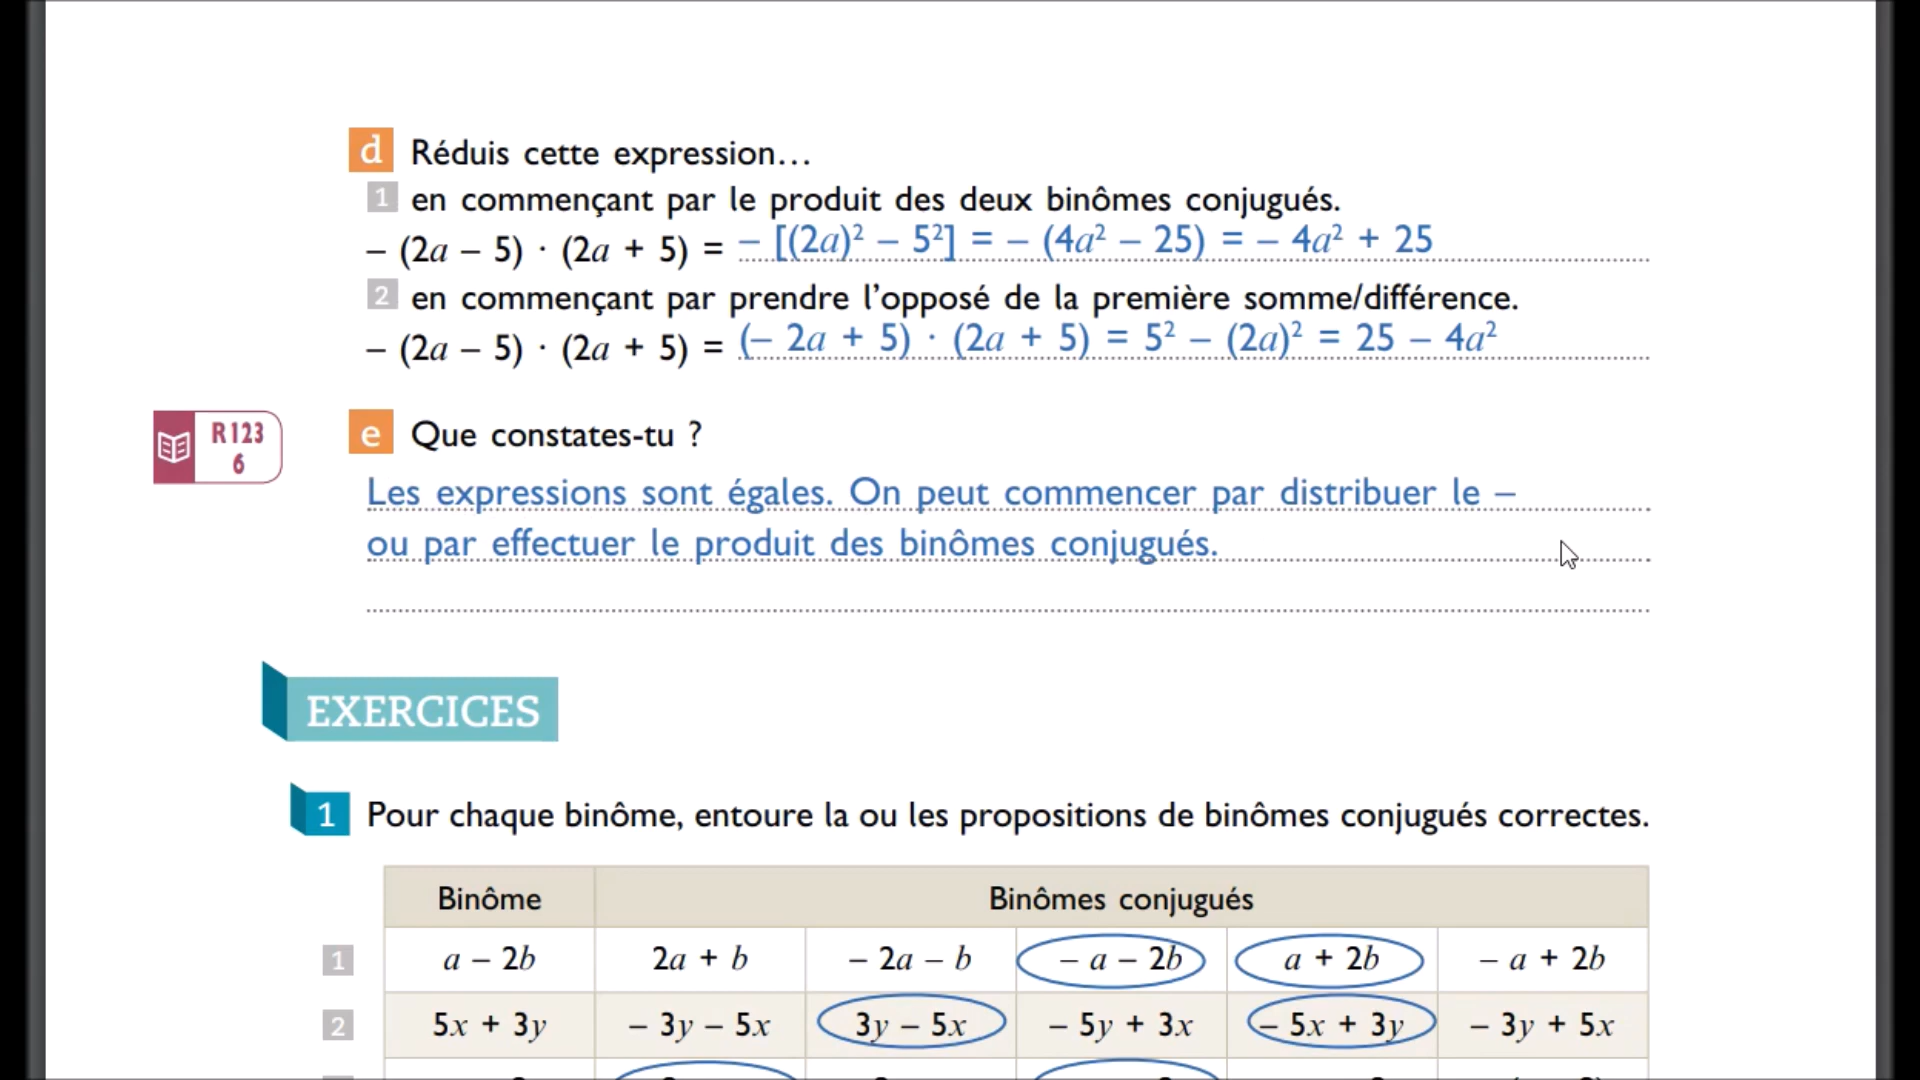 d Réduis cette expression…
1 en commençant par le produit des deux binômes conjugués.
– (2a – 5) · (2a + 5) = – [(2a)² – 5²] = – (4a² – 25) = – 4a² + 25
2 en commençant par prendre l’opposé de la première somme/différence.
– (2a – 5) · (2a + 5) = (– 2a + 5) · (2a + 5) = 5² – (2a)² = 25 – 4a²
R123
6
e Que constates-tu ?
Les expressions sont égales. On peut commencer par distribuer le –
ou par effectuer le produit des binômes conjugués.
EXERCICES
1 Pour chaque binôme, entoure la ou les propositions de binômes conjugués correctes.
Binôme Binômes conjugués
1 a – 2b 2a + b – 2a – b – a – 2b a + 2b – a + 2b
2 5x + 3y – 3y – 5x 3y – 5x – 5y + 3x – 5x + 3y – 3y + 5x